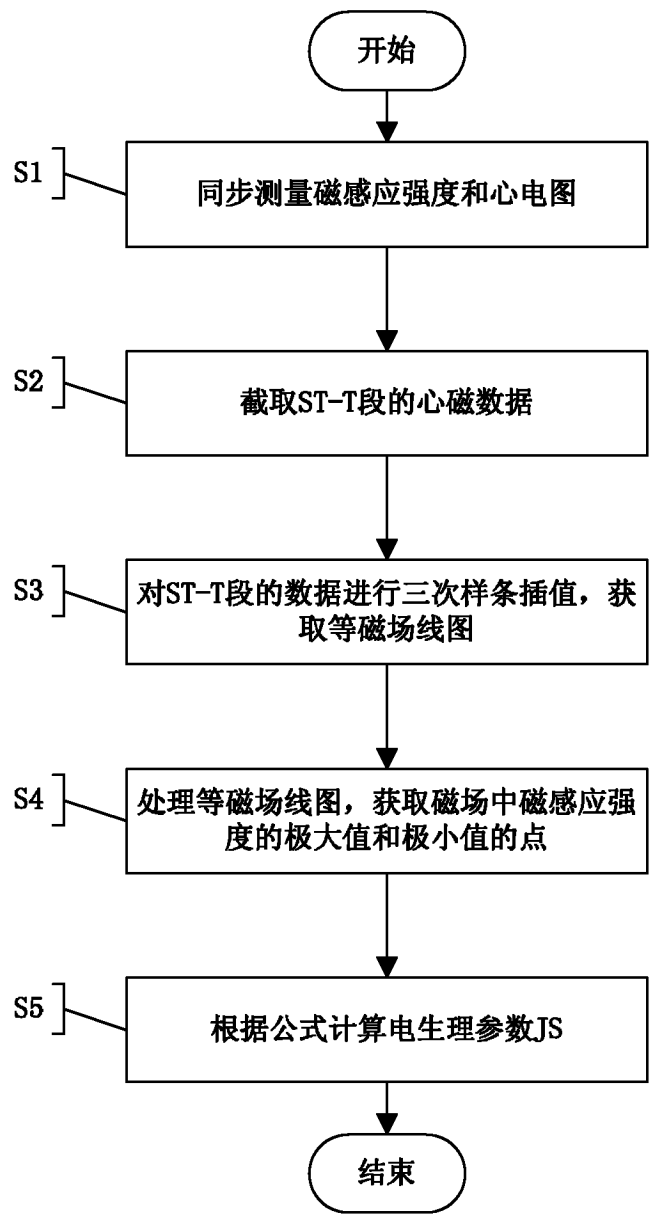 开始
S1
同步测量磁感应强度和心电图
S2
截取ST-T段的心磁数据
S3
对ST-T段的数据进行三次样条插值，获
取等磁场线图
S4
处理等磁场线图，获取磁场中磁感应强
度的极大值和极小值的点
S5
根据公式计算电生理参数JS
结束